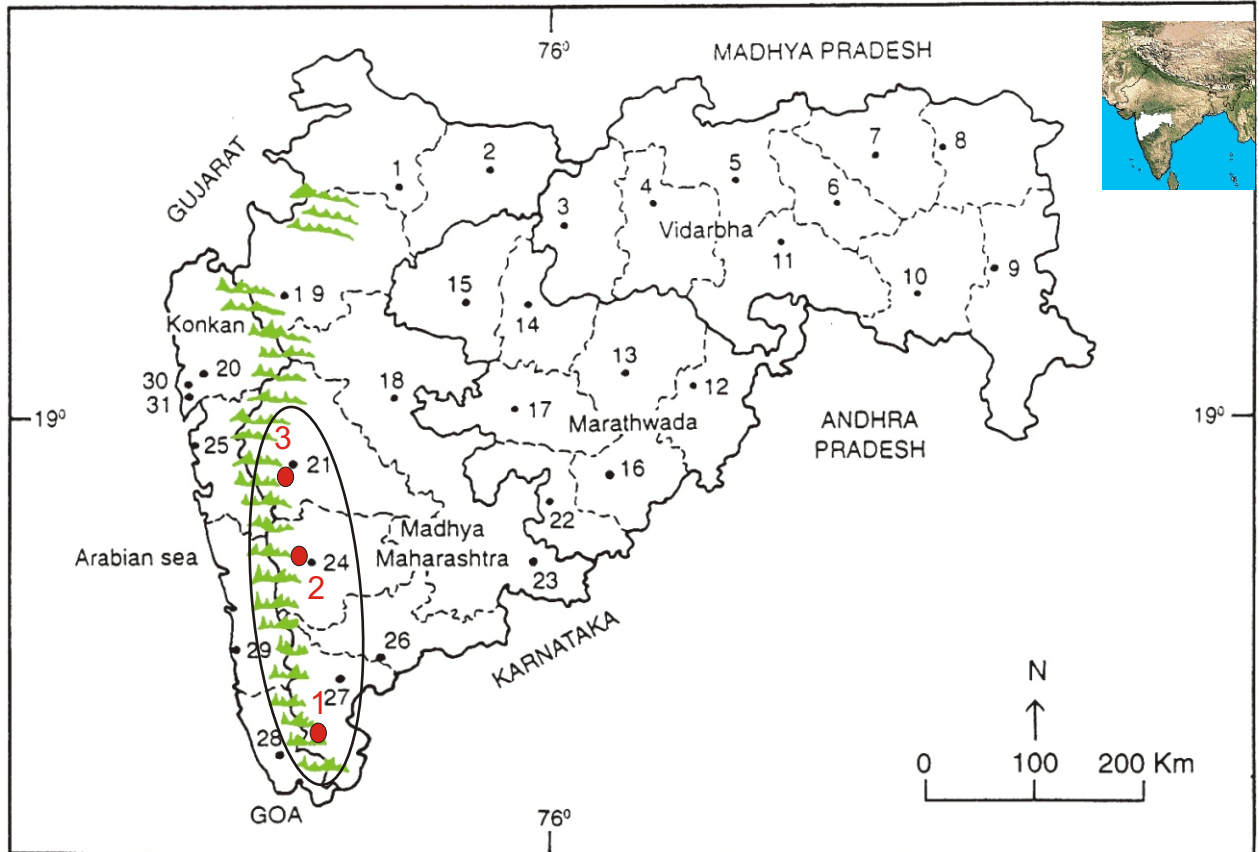 76⁰
MADHYA PRADESH
GUJARAT
1
2
3
4
5
6
7
8
Vidarbha
9
10
11
15
14
19
Konkan
13
12
20
30
31
18
17
Marathwada
19⁰
19⁰
ANDHRA
PRADESH
25
3
21
16
22
Madhya
Maharashtra
Arabian sea
24
2
23
29
26
KARNATAKA
27
1
28
N
0 100 200 Km
GOA
76⁰